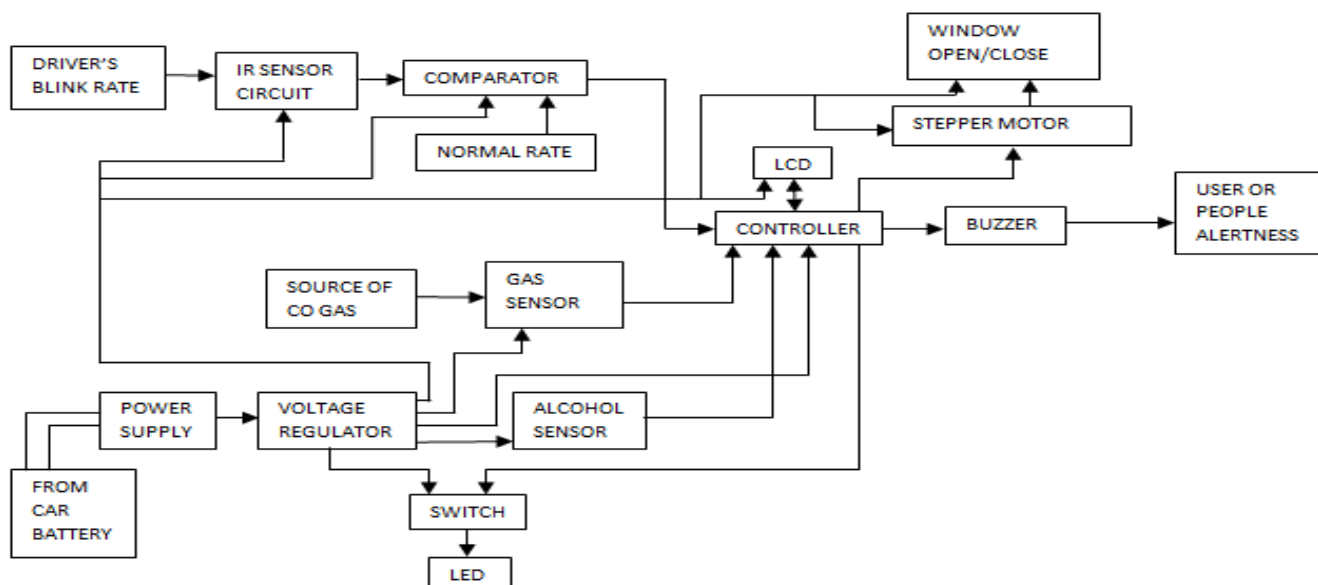 DRIVER'S
BLINK RATE
IR SENSOR
CIRCUIT
COMPARATOR
NORMAL RATE
WINDOW
OPEN/CLOSE
STEPPER MOTOR
LCD
CONTROLLER
BUZZER
USER OR
PEOPLE
ALERTNESS
SOURCE OF
CO GAS
GAS
SENSOR
POWER
SUPPLY
VOLTAGE
REGULATOR
ALCOHOL
SENSOR
FROM
CAR
BATTERY
SWITCH
LED